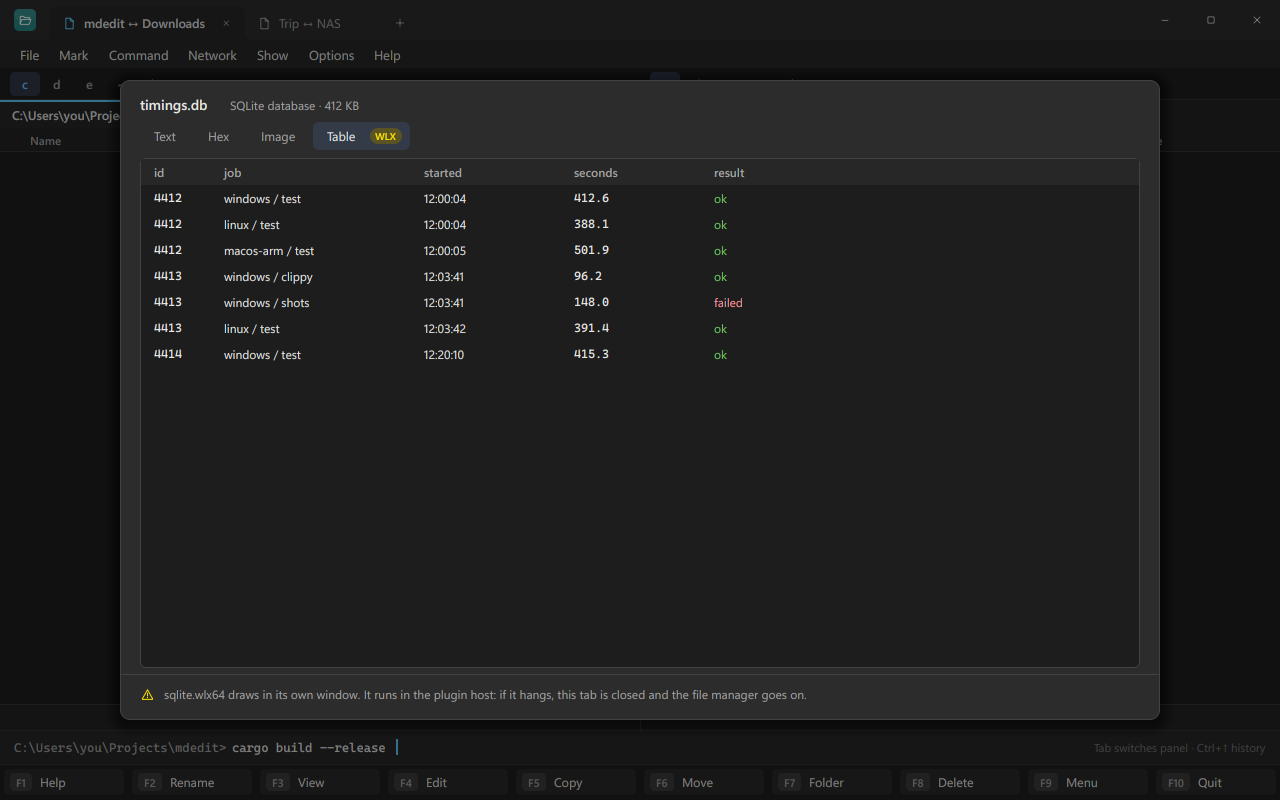 mdedit ↔ Downloads × Trip ↔ NAS +
File Mark Command Network Show Options Help
c d e
C:\Users\you\Proje
Name
timings.db SQLite database · 412 KB
Text Hex Image Table WLX
id job started seconds result
4412 windows / test 12:00:04 412.6 ok
4412 linux / test 12:00:04 388.1 ok
4412 macos-arm / test 12:00:05 501.9 ok
4413 windows / clippy 12:03:41 96.2 ok
4413 windows / shots 12:03:41 148.0 failed
4413 linux / test 12:03:42 391.4 ok
4414 windows / test 12:20:10 415.3 ok
sqlite.wlx64 draws in its own window. It runs in the plugin host: if it hangs, this tab is closed and the file manager goes on.
C:\Users\you\Projects\mdedit> cargo build --release Tab switches panel · Ctrl+↑ history
F1 Help F2 Rename F3 View F4 Edit F5 Copy F6 Move F7 Folder F8 Delete F9 Menu F10 Quit